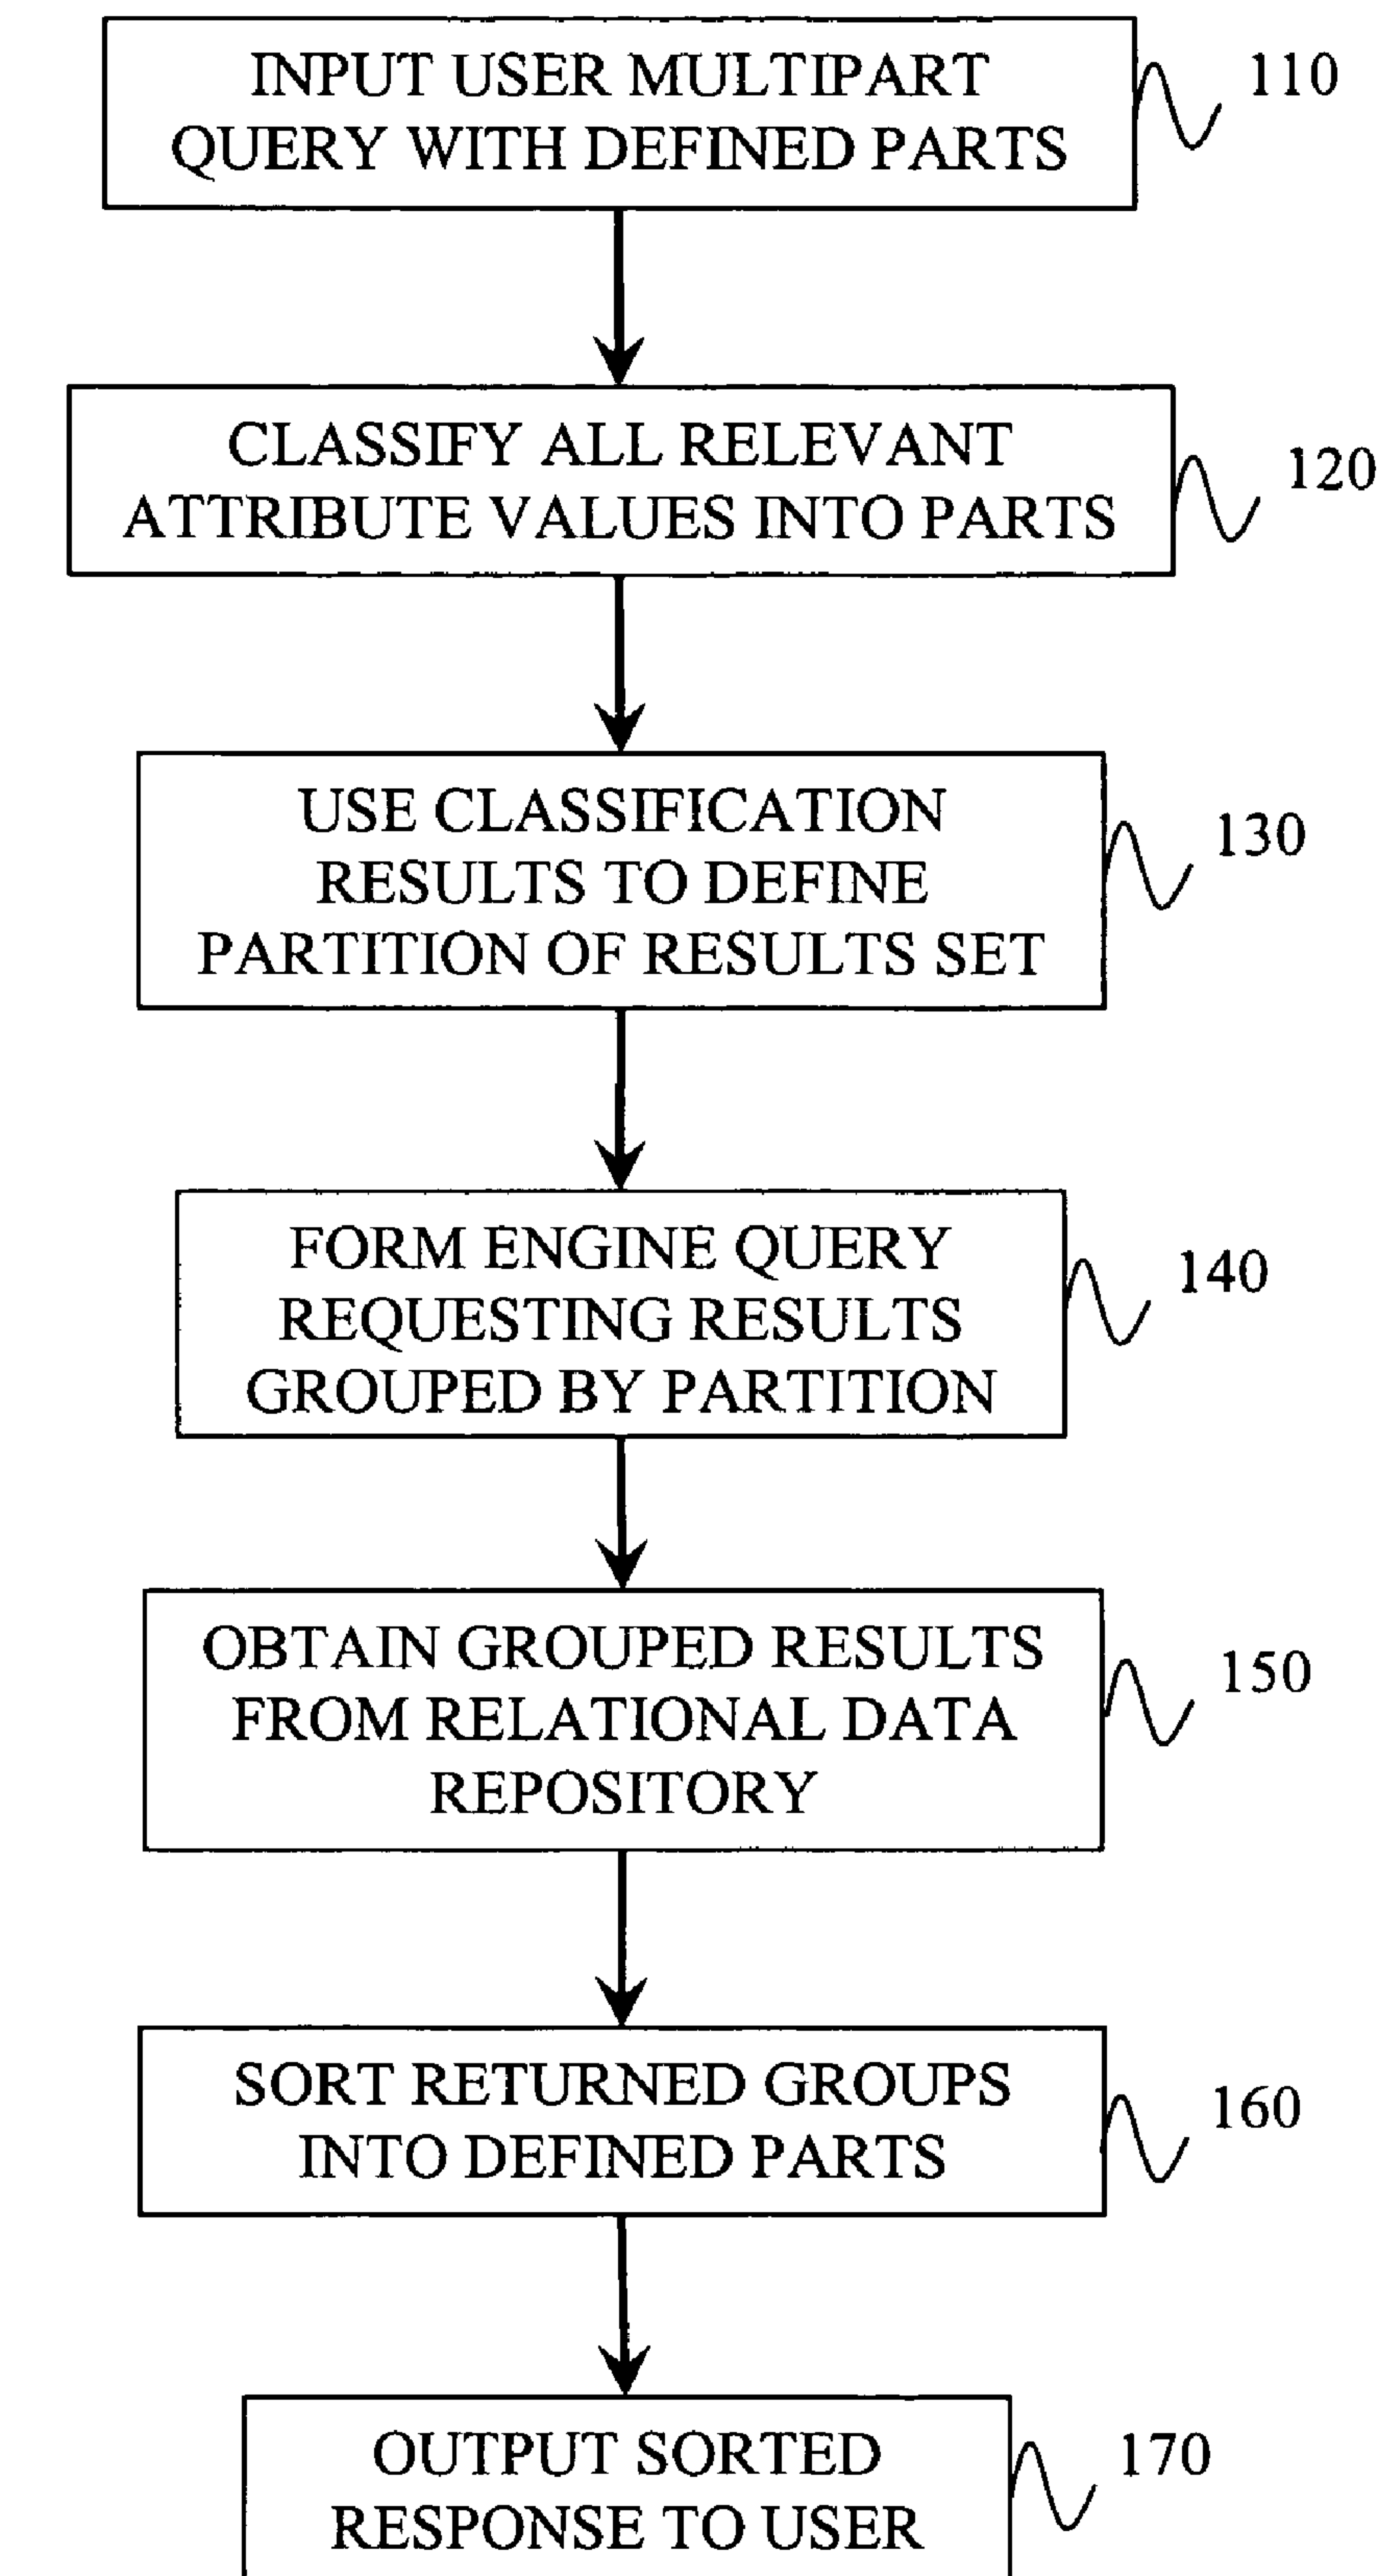 INPUT USER MULTIPART
QUERY WITH DEFINED PARTS
110
CLASSIFY ALL RELEVANT
ATTRIBUTE VALUES INTO PARTS
120
USE CLASSIFICATION
RESULTS TO DEFINE
PARTITION OF RESULTS SET
130
FORM ENGINE QUERY
REQUESTING RESULTS
GROUPED BY PARTITION
140
OBTAIN GROUPED RESULTS
FROM RELATIONAL DATA
REPOSITORY
150
SORT RETURNED GROUPS
INTO DEFINED PARTS
160
OUTPUT SORTED
RESPONSE TO USER
170